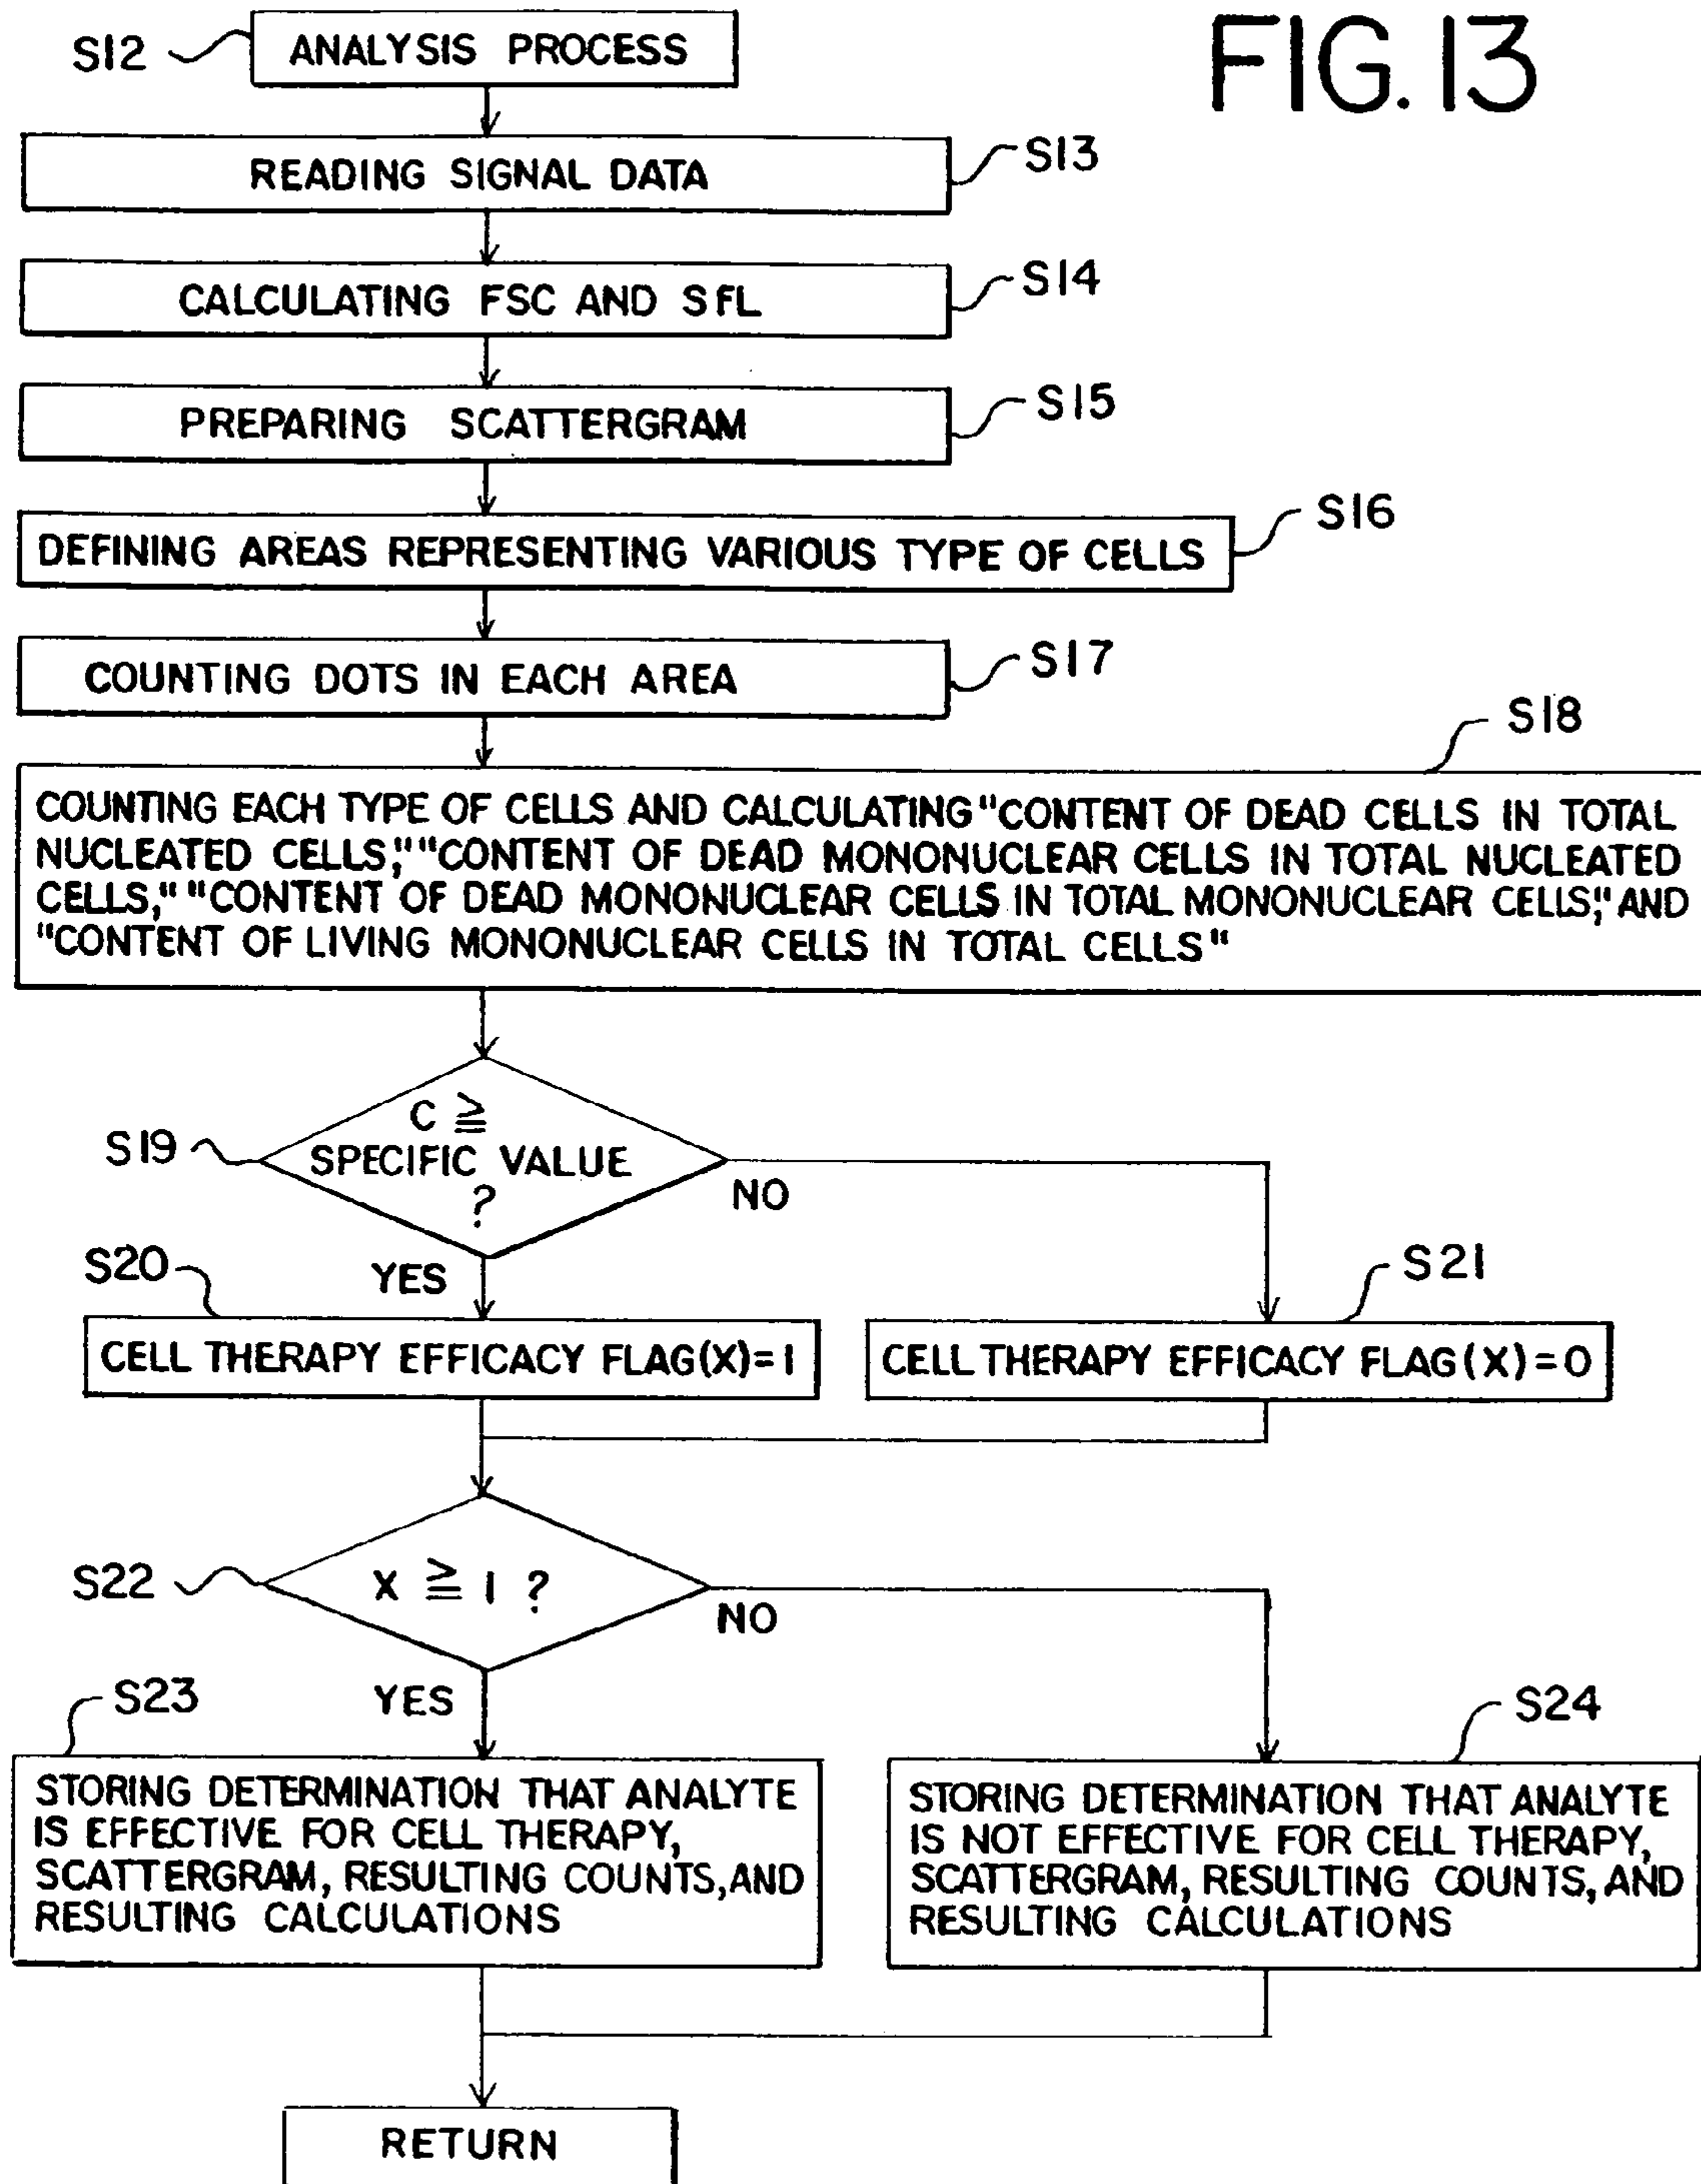 FIG. 13
S12
ANALYSIS PROCESS
READING SIGNAL DATA
S13
CALCULATING FSC AND SFL
S14
PREPARING SCATTERGRAM
S15
DEFINING AREAS REPRESENTING VARIOUS TYPE OF CELLS
S16
COUNTING DOTS IN EACH AREA
S17
S18
COUNTING EACH TYPE OF CELLS AND CALCULATING "CONTENT OF DEAD CELLS IN TOTAL
NUCLEATED CELLS," "CONTENT OF DEAD MONONUCLEAR CELLS IN TOTAL NUCLEATED
CELLS," "CONTENT OF DEAD MONONUCLEAR CELLS IN TOTAL MONONUCLEAR CELLS," AND
"CONTENT OF LIVING MONONUCLEAR CELLS IN TOTAL CELLS"
S19
C ≧
SPECIFIC VALUE
?
NO
YES
S20
S21
CELL THERAPY EFFICACY FLAG(X)=1
CELL THERAPY EFFICACY FLAG(X)=0
S22
X ≧ 1 ?
NO
YES
S23
S24
STORING DETERMINATION THAT ANALYTE
IS EFFECTIVE FOR CELL THERAPY,
SCATTERGRAM, RESULTING COUNTS, AND
RESULTING CALCULATIONS
STORING DETERMINATION THAT ANALYTE
IS NOT EFFECTIVE FOR CELL THERAPY,
SCATTERGRAM, RESULTING COUNTS, AND
RESULTING CALCULATIONS
RETURN